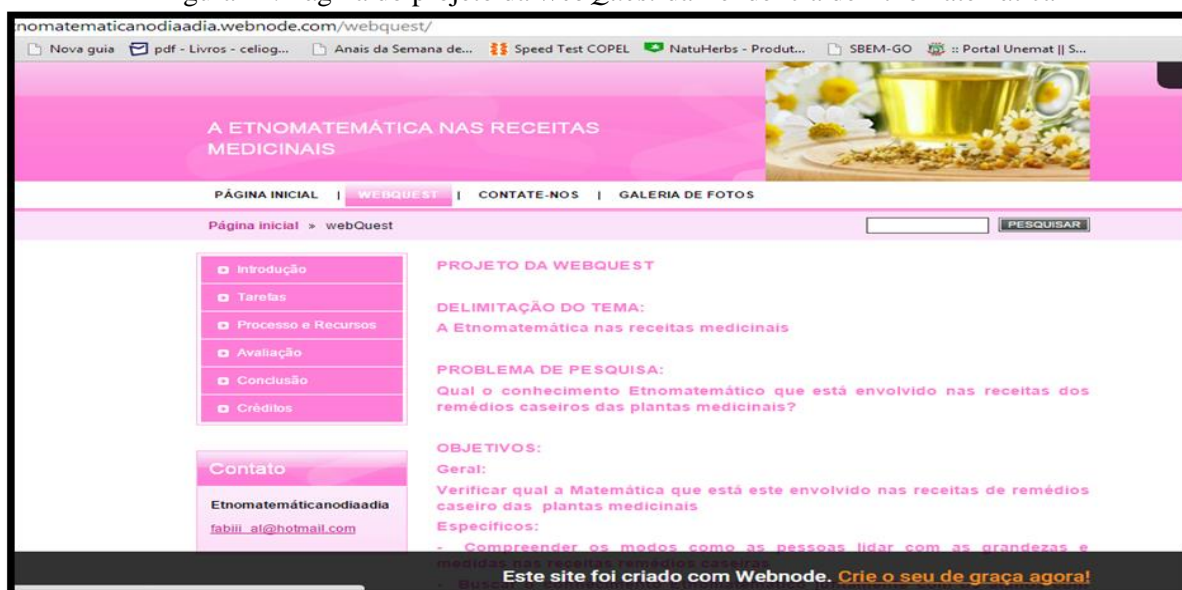 nomatematicanodiaadia.webnode.com/webquest/
Nova guia pdf - Livros - celiog... Anais da Semana de... Speed Test COPEL NatuHerbs - Produt... SBEM-GO :: Portal Unemat || S...
A ETNOMATEMÁTICA NAS RECEITAS
MEDICINAIS
PÁGINA INICIAL | WEBQUEST | CONTATE-NOS | GALERIA DE FOTOS
Página inicial » webQuest
PESQUISAR
Introdução
Tarefas
Processo e Recursos
Avaliação
Conclusão
Créditos
Contato
Etnomatemáticanodiaadia
fabiii_al@hotmail.com
PROJETO DA WEBQUEST
DELIMITAÇÃO DO TEMA:
A Etnomatemática nas receitas medicinais
PROBLEMA DE PESQUISA:
Qual o conhecimento Etnomatemático que está envolvido nas receitas dos
remédios caseiros das plantas medicinais?
OBJETIVOS:
Geral:
Verificar qual a Matemática que está este envolvido nas receitas de remédios
caseiro das plantas medicinais
Específicos:
- Compreender os modos como as pessoas lidar com as grandezas e
medidas nas receitas remédios caseiras
Este site foi criado com Webnode. Crie o seu de graça agora!